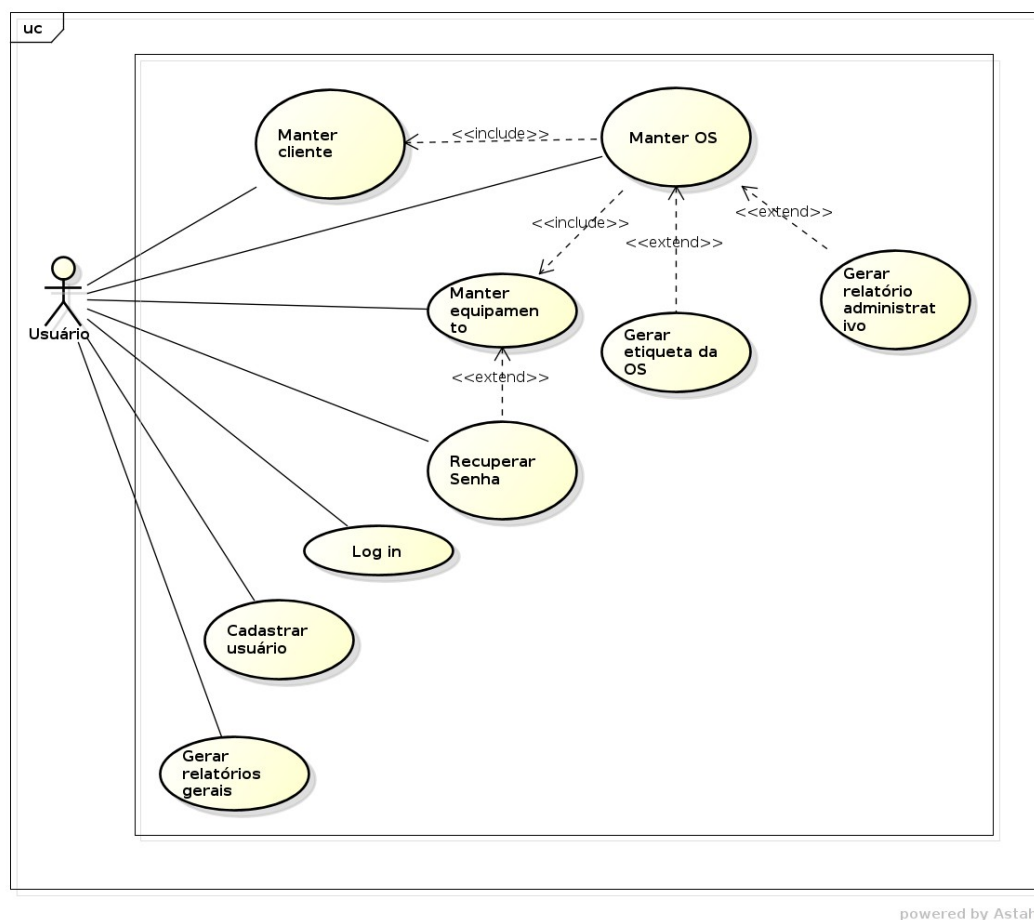 uc
Manter
cliente
<<include>>
Manter OS
<<include>>
<<extend>>
<<extend>>
Usuário
Manter
equipamen
to
Gerar
etiqueta da
OS
Gerar
relatório
administrat
ivo
<<extend>>
Recuperar
Senha
Log in
Cadastrar
usuário
Gerar
relatórios
gerais
powered by Astah